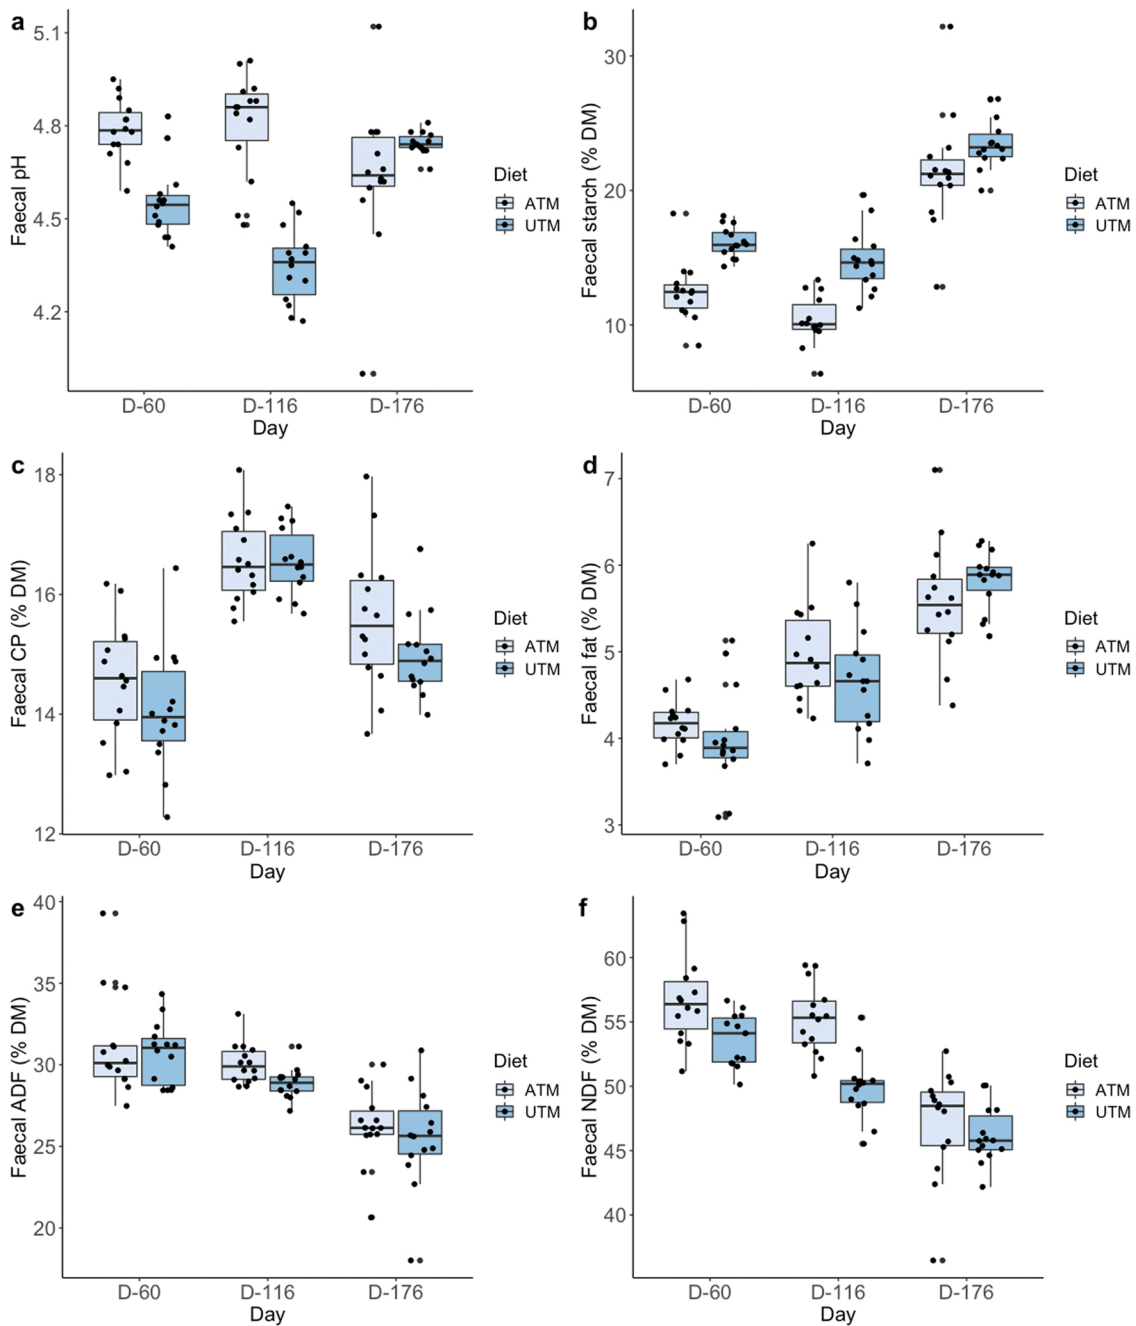 a
5.1
4.8
4.5
4.2
Faecal pH
D-60 D-116 D-176
Day
Diet
ATM
UTM
b
30
20
10
Faecal starch (% DM)
D-60 D-116 D-176
Day
Diet
ATM
UTM
c
18
16
14
12
Faecal CP (% DM)
D-60 D-116 D-176
Day
Diet
ATM
UTM
d
7
6
5
4
3
Faecal fat (% DM)
D-60 D-116 D-176
Day
Diet
ATM
UTM
e
40
35
30
25
20
Faecal ADF (% DM)
D-60 D-116 D-176
Day
Diet
ATM
UTM
f
60
55
50
45
40
Faecal NDF (% DM)
D-60 D-116 D-176
Day
Diet
ATM
UTM